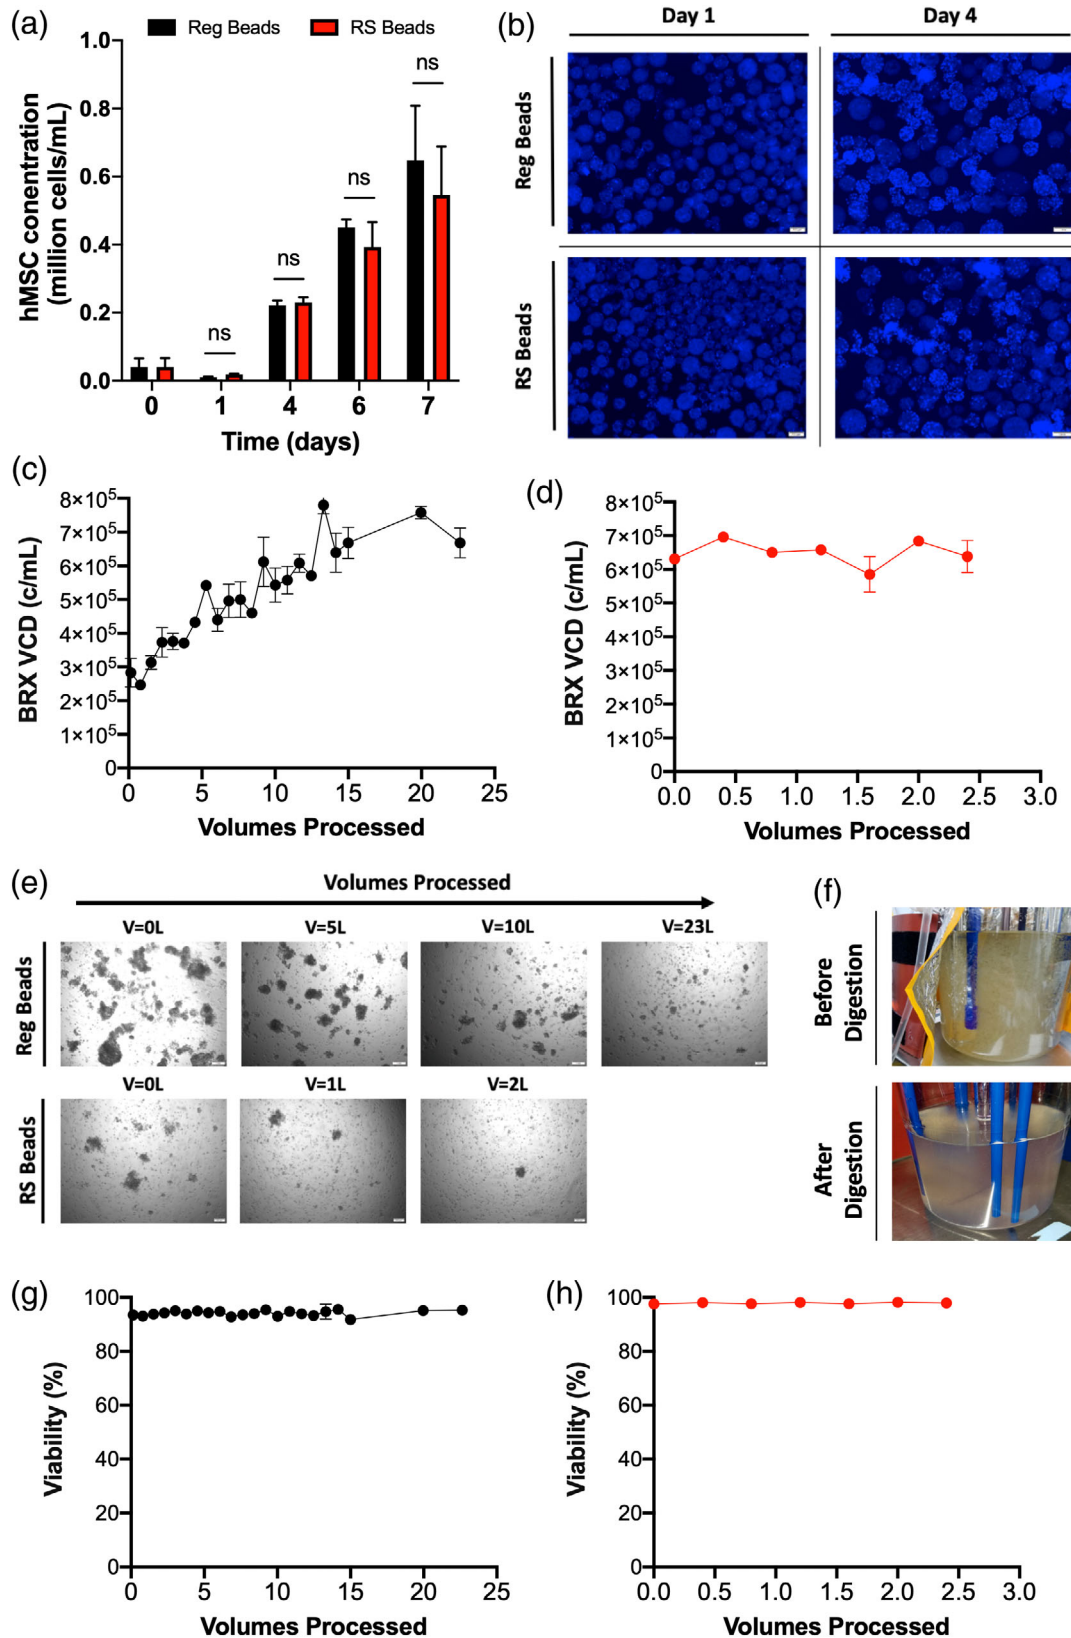 (a)
Reg Beads
RS Beads
hMSC conentration
(million cells/mL)
1.0
0.8
0.6
0.4
0.2
0.0
ns
ns
ns
ns
0 1 4 6 7
Time (days)
(b)
Day 1
Day 4
Reg Beads
RS Beads
(c)
BRX VCD (c/mL)
8×10⁵
7×10⁵
6×10⁵
5×10⁵
4×10⁵
3×10⁵
2×10⁵
1×10⁵
0
0 5 10 15 20 25
Volumes Processed
(d)
BRX VCD (c/mL)
8×10⁵
7×10⁵
6×10⁵
5×10⁵
4×10⁵
3×10⁵
2×10⁵
1×10⁵
0
0.0 0.5 1.0 1.5 2.0 2.5 3.0
Volumes Processed
(e)
Volumes Processed
V=0L V=5L V=10L V=23L
Reg Beads
V=0L V=1L V=2L
RS Beads
(f)
Before
Digestion
After
Digestion
(g)
Viability (%)
100
80
60
40
20
0
0 5 10 15 20 25
Volumes Processed
(h)
Viability (%)
100
80
60
40
20
0
0.0 0.5 1.0 1.5 2.0 2.5 3.0
Volumes Processed